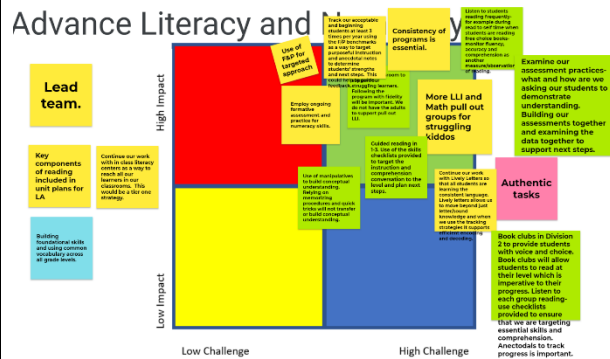 Advance Literacy and N
Track our acceptable
and beginning
students at least 3
times per year using
the F/P benchmarks
as a way to target
purposeful instruction
and anecdotal notes
to determine
students' strengths
and next steps. This
feedback.
Consistency of
programs is
essential.
Listen to students
reading frequently-
for example during
read to self time when
students are reading
free choice books-
monitor fluency,
accuracy and
comprehension as
another
measure/observation
of reading.
Use of
F&P for
targeted
approach
Lead
team.
High Impact
struggling learners.
Following the
program with fidelity
will be important. We
do not have the adults
to support pull out
LLI.
Examine our
assessment practices-
what and how are we
asking our students to
demonstrate
understanding.
Building our
assessments together
and examining the
data together to
support next steps.
Employ ongoing
formative
assessment and
practice for
numeracy skills.
More LLI and
Math pull out
groups for
struggling
kiddos
Key
components
of reading
included in
unit plans for
LA
Continue our work
with in class literacy
centers as a way to
reach all our
learners in our
classrooms. This
would be a tier one
strategy.
Guided reading in
1-3. Use of the skills
checklists provided
to target the
instruction and
comprehension
conversation to the
level and plan next
steps.
Use of manipulatives
to build conceptual
understanding.
Relying on
memorizing
procedures and quick
tricks will not transfer
or build conceptual
understanding.
Continue our work
with Lively Letters so
that all students are
learning the
consistent language.
Lively letters allows us
to move beyond just
letter/sound
knowledge and when
we use the tracking
strategies it supports
efficient encoding
and decoding.
Authentic
tasks
Building
foundational skills
and using common
vocabulary across
all grade levels.
Book clubs in Division
2 to provide students
with voice and choice.
Book clubs will allow
students to read at
their level which is
imperative to their
progress. Listen to
each group reading-
use checklists
provided to ensure
that we are targeting
essential skills and
comprehension.
Anectodals to track
progress is important.
Low Impact
Low Challenge
High Challenge